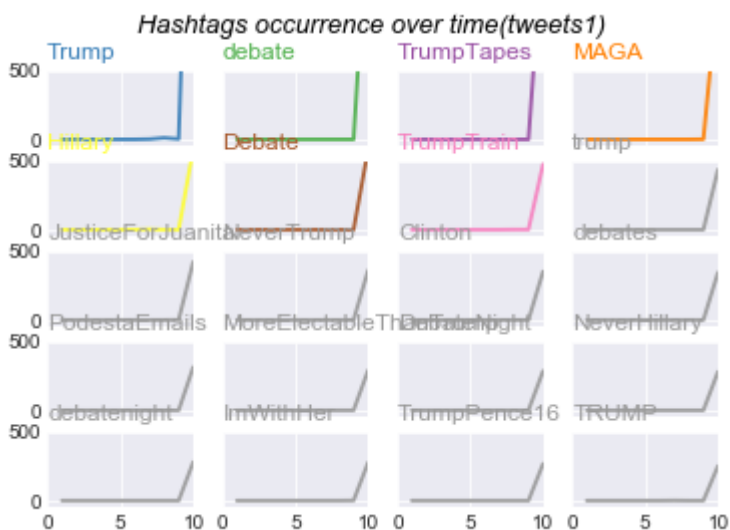 Hashtags occurrence over time(tweets1)
Trump debate TrumpTapes MAGA
500
0
Hillary Debate TrumpTrain trump
500
0
JusticeForJuanita NeverTrump Clinton debates
500
0
PodestaEmails MoreElectableThanTrump DebateNight NeverHillary
500
0
debatenight ImWithHer TrumpPence16 TRUMP
500
0
0 5 10 0 5 10 0 5 10 0 5 10